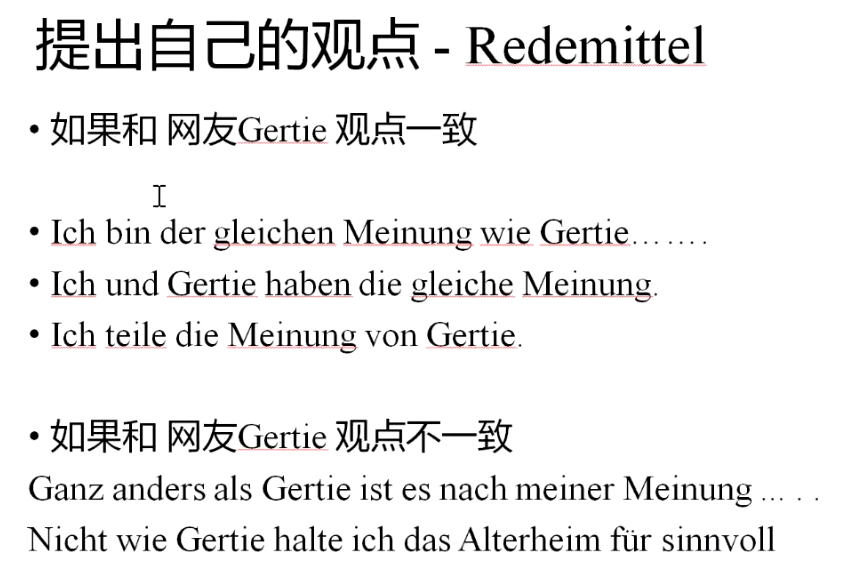 提出自己的观点 - Redemittel
• 如果和 网友Gertie 观点一致
• Ich bin der gleichen Meinung wie Gertie…….
• Ich und Gertie haben die gleiche Meinung.
• Ich teile die Meinung von Gertie.
• 如果和 网友Gertie 观点不一致
Ganz anders als Gertie ist es nach meiner Meinung … . .
Nicht wie Gertie halte ich das Alterheim für sinnvoll